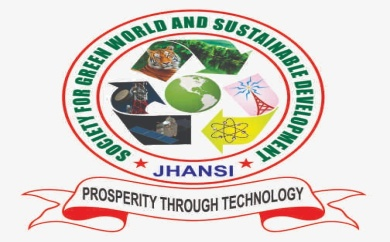 SOCIETY FOR GREEN WORLD AND SUSTAINABLE DEVELOPMENT
JHANSI
PROSPERITY THROUGH TECHNOLOGY